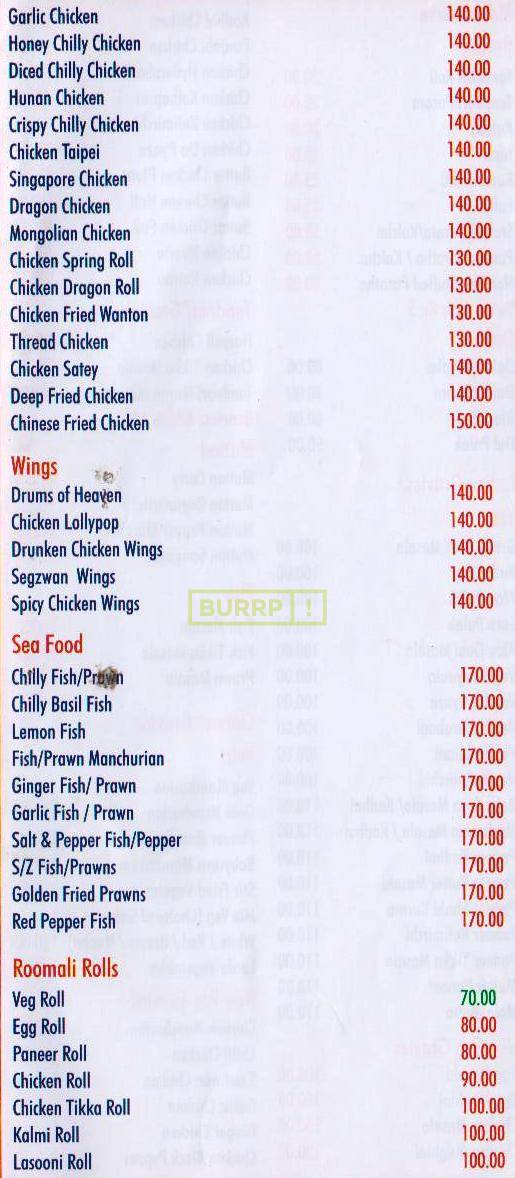 Garlic Chicken 140.00
Honey Chilly Chicken 140.00
Diced Chilly Chicken 140.00
Hunan Chicken 140.00
Crispy Chilly Chicken 140.00
Chicken Taipei 140.00
Singapore Chicken 140.00
Dragon Chicken 140.00
Mongolian Chicken 140.00
Chicken Spring Roll 130.00
Chicken Dragon Roll 130.00
Chicken Fried Wanton 130.00
Thread Chicken 130.00
Chicken Satey 140.00
Deep Fried Chicken 140.00
Chinese Fried Chicken 150.00
Wings
Drums of Heaven 140.00
Chicken Lollypop 140.00
Drunken Chicken Wings 140.00
Segzwan Wings 140.00
Spicy Chicken Wings 140.00
BURRP!
Sea Food
Chilly Fish/Prawn 170.00
Chilly Basil Fish 170.00
Lemon Fish 170.00
Fish/Prawn Manchurian 170.00
Ginger Fish/ Prawn 170.00
Garlic Fish / Prawn 170.00
Salt & Pepper Fish/Pepper 170.00
S/Z Fish/Prawns 170.00
Golden Fried Prawns 170.00
Red Pepper Fish 170.00
Roomali Rolls
Veg Roll 70.00
Egg Roll 80.00
Paneer Roll 80.00
Chicken Roll 90.00
Chicken Tikka Roll 100.00
Kalmi Roll 100.00
Lasooni Roll 100.00